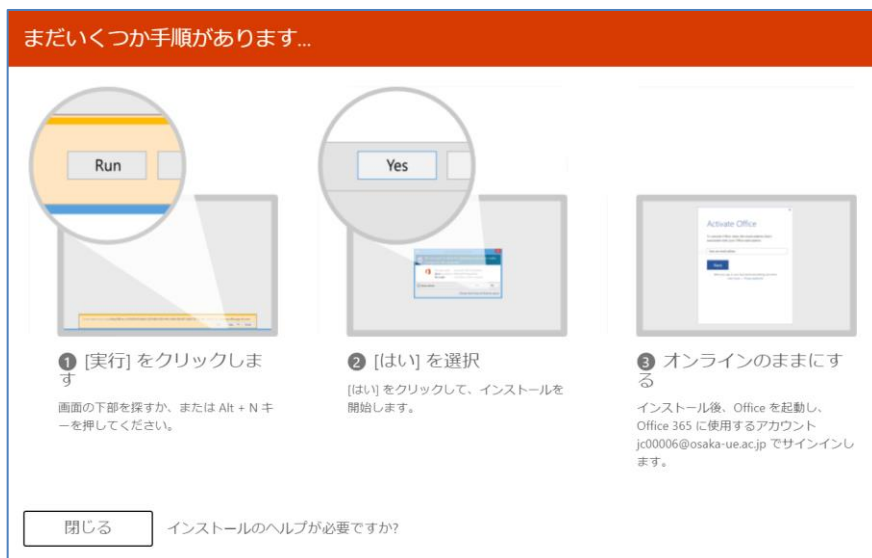 まだいくつか手順があります...
Run
Yes
Activate Office
❶ [実行] をクリックしま
す
画面の下部を探すか、または Alt + N キ
ーを押してください。
❷ [はい] を選択
[はい] をクリックして、インストールを
開始します。
❸ オンラインのままにす
る
インストール後、Office を起動し、
Office 365 に使用するアカウント
jc00006@osaka-ue.ac.jp でサインインし
ます。
閉じる
インストールのヘルプが必要ですか?